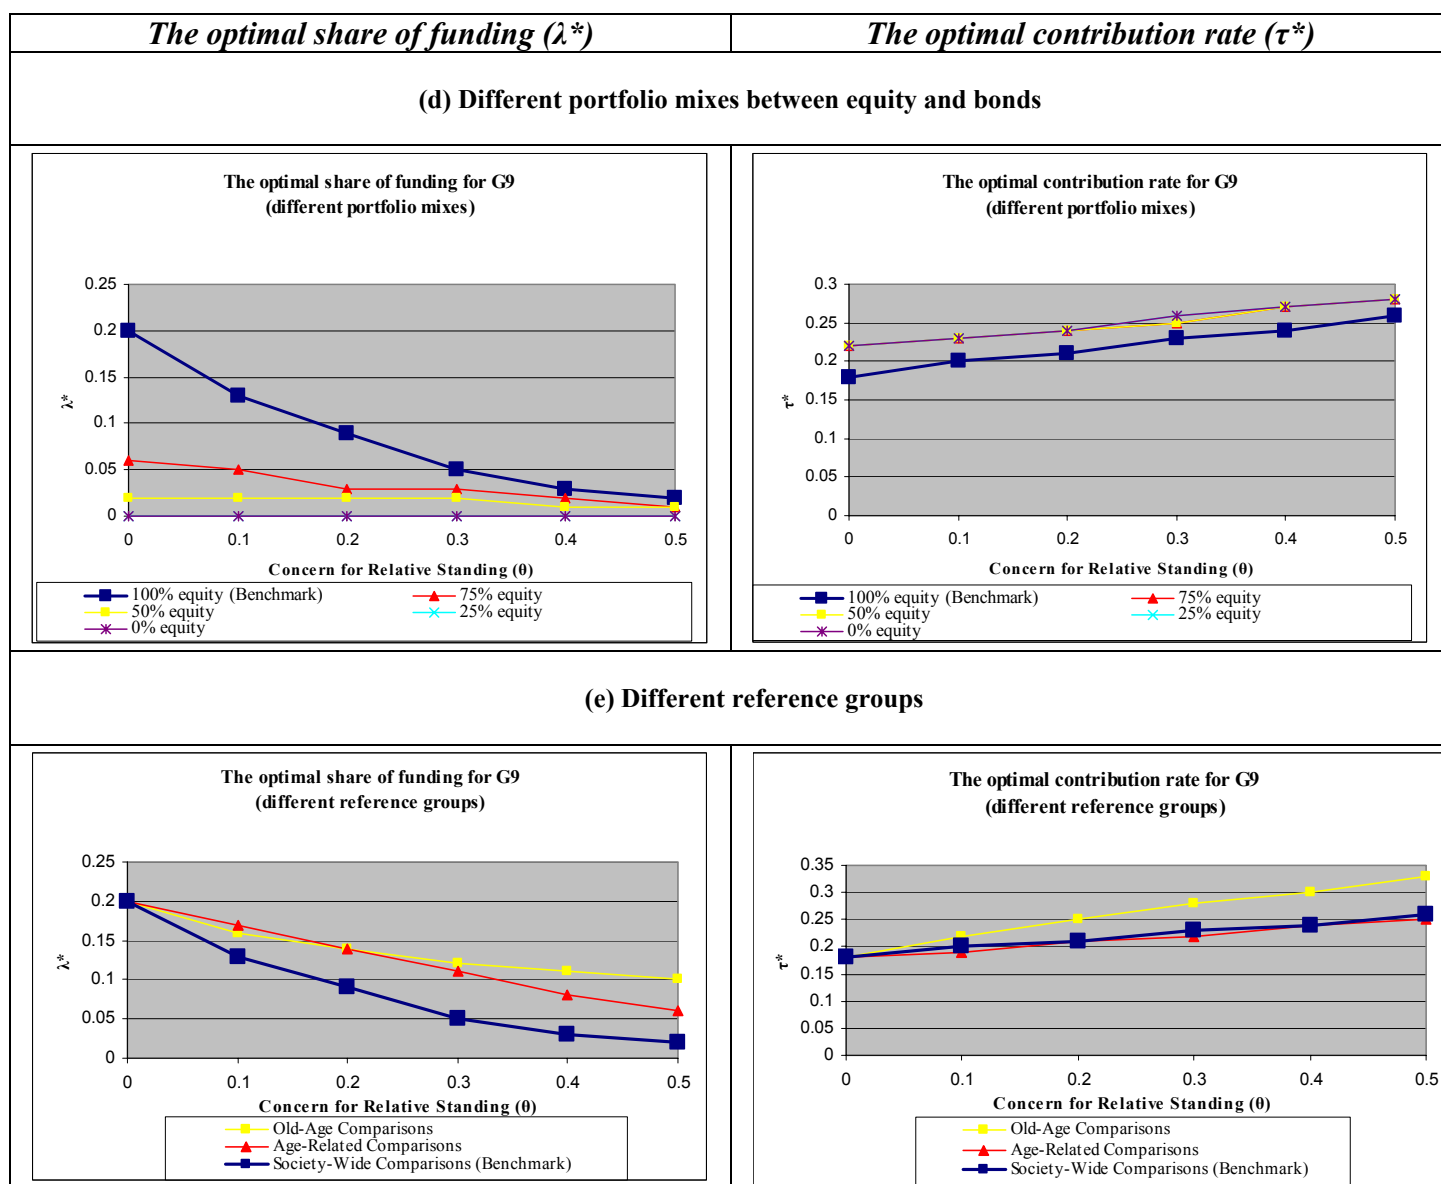 The optimal share of funding (λ*)
The optimal contribution rate (τ*)
(d) Different portfolio mixes between equity and bonds
The optimal share of funding for G9
(different portfolio mixes)
0.25
0.2
0.15
0.1
0.05
0
λ*
0 0.1 0.2 0.3 0.4 0.5
Concern for Relative Standing (θ)
100% equity (Benchmark) 75% equity
50% equity 25% equity
0% equity
The optimal contribution rate for G9
(different portfolio mixes)
0.3
0.25
0.2
0.15
0.1
0.05
0
τ*
0 0.1 0.2 0.3 0.4 0.5
Concern for Relative Standing (θ)
100% equity (Benchmark) 75% equity
50% equity 25% equity
0% equity
(e) Different reference groups
The optimal share of funding for G9
(different reference groups)
0.25
0.2
0.15
0.1
0.05
0
λ*
0 0.1 0.2 0.3 0.4 0.5
Concern for Relative Standing (θ)
Old-Age Comparisons
Age-Related Comparisons
Society-Wide Comparisons (Benchmark)
The optimal contribution rate for G9
(different reference groups)
0.35
0.3
0.25
0.2
0.15
0.1
0.05
0
τ*
0 0.1 0.2 0.3 0.4 0.5
Concern for Relative Standing (θ)
Old-Age Comparisons
Age-Related Comparisons
Society-Wide Comparisons (Benchmark)